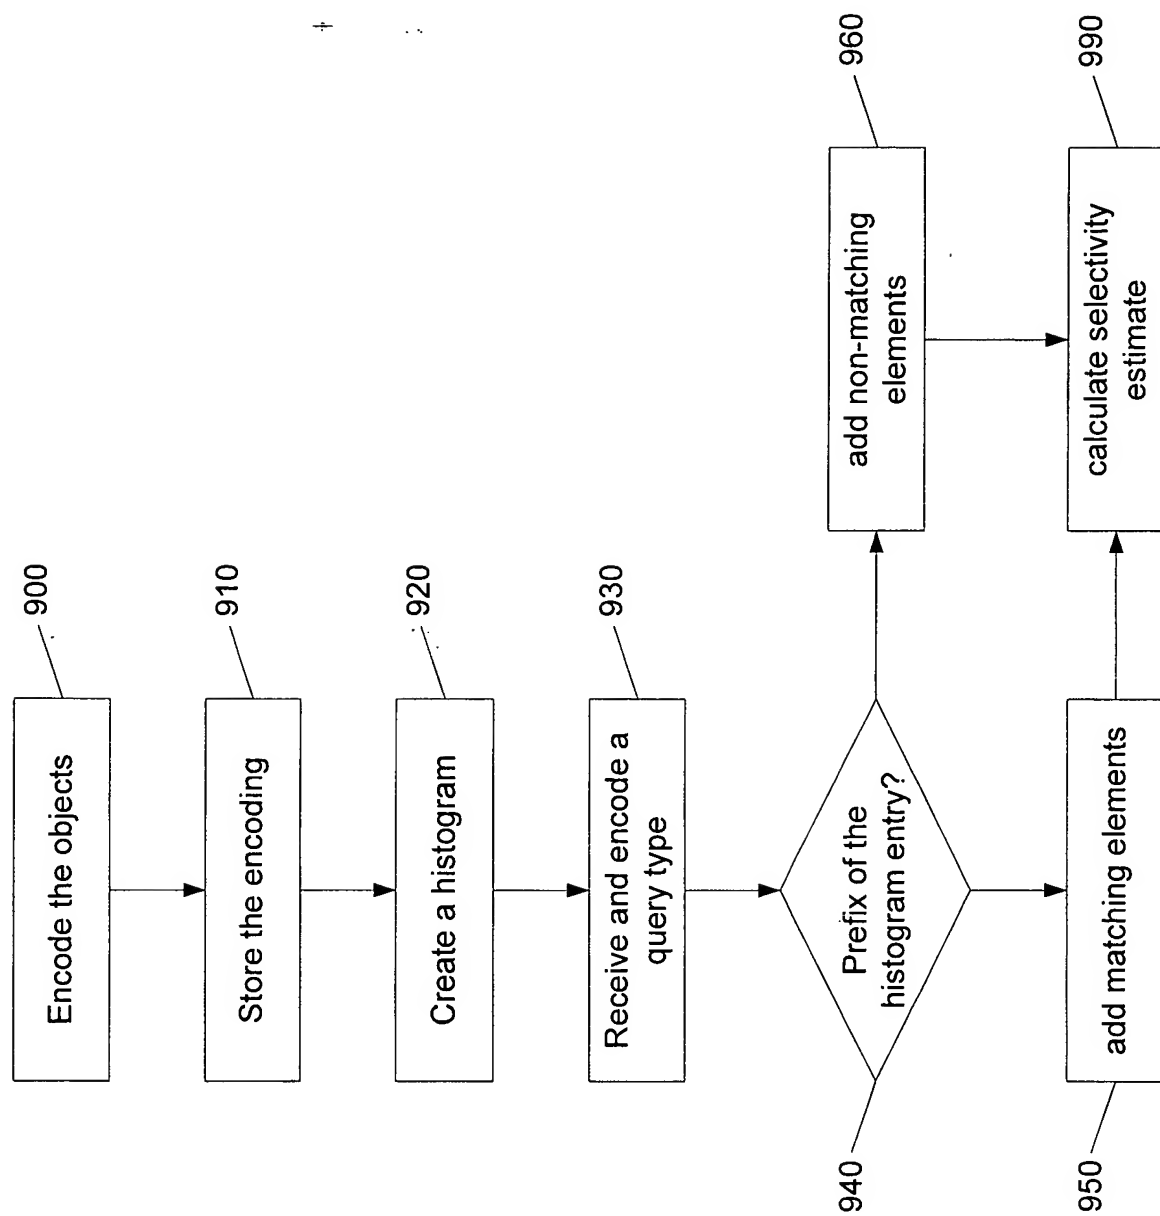 900
Encode the objects
910
Store the encoding
920
Create a histogram
930
Receive and encode a
query type
940
Prefix of the
histogram entry?
960
add non-matching
elements
950
add matching elements
990
calculate selectivity
estimate